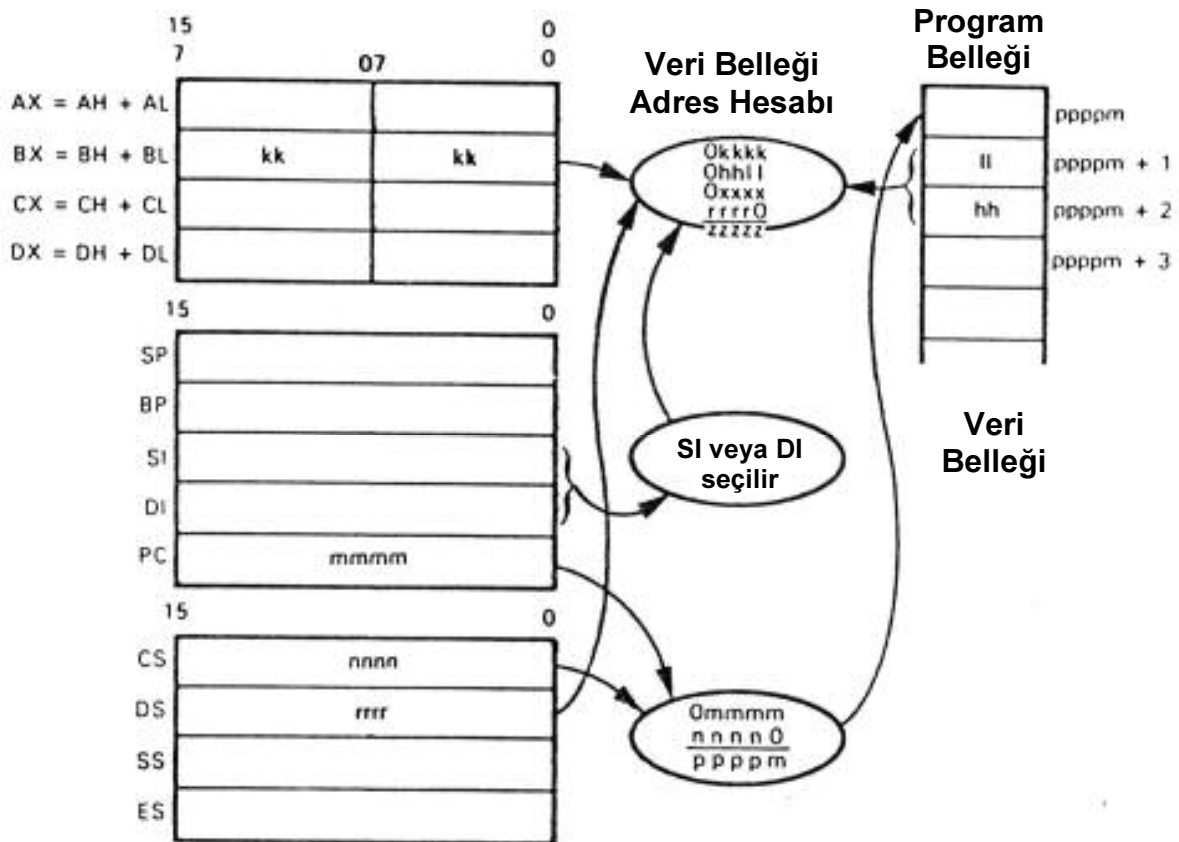 15 0
7 07 0
AX = AH + AL
BX = BH + BL kk kk
CX = CH + CL
DX = DH + DL
Veri Belleği
Adres Hesabı
0kkkk
0hhll
0xxxx
rrrr0
zzzzz
Program
Belleği
ppppm
ll ppppm + 1
hh ppppm + 2
ppppm + 3
Veri
Belleği
15 0
SP
BP
SI
DI
PC mmmm
SI veya DI
seçilir
15 0
CS nnnn
DS rrrr
SS
ES
0mmmm
nnnn0
ppppm